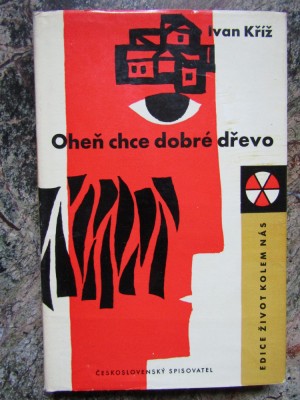 Ivan Kříž
Oheň chce dobré dřevo
EDICE ŽIVOT KOLEM NÁS
ČESKOSLOVENSKÝ SPISOVATEL